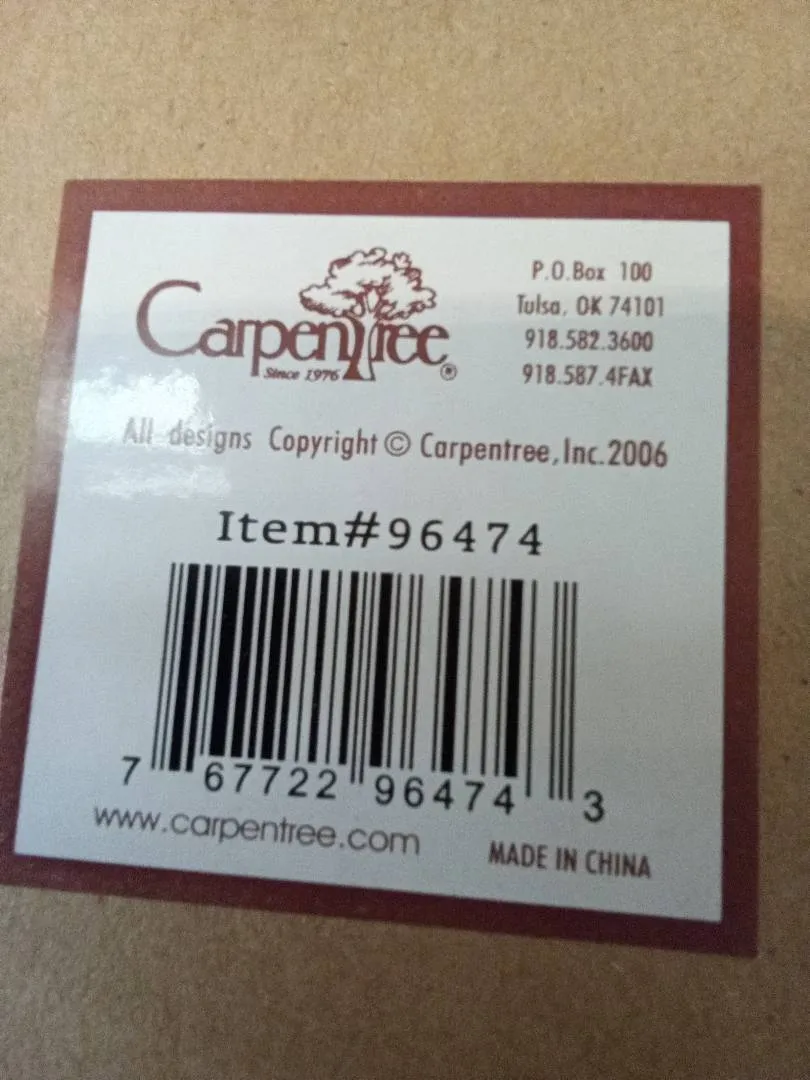 CarpenTree®
Since 1976
P.O.Box 100
Tulsa, OK 74101
918.582.3600
918.587.4FAX
All designs Copyright © Carpentree,Inc.2006
Item#96474
7 67722 96474 3
www.carpentree.com
MADE IN CHINA